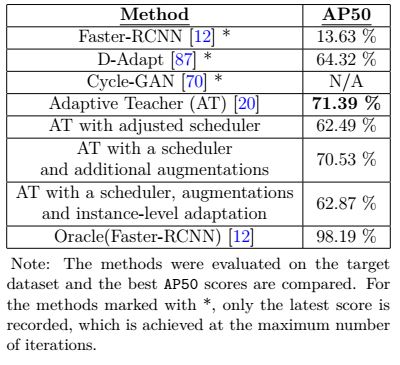 Method AP50
Faster-RCNN [12] * 13.63 %
D-Adapt [87] * 64.32 %
Cycle-GAN [70] * N/A
Adaptive Teacher (AT) [20] 71.39 %
AT with adjusted scheduler 62.49 %
AT with a scheduler
and additional augmentations 70.53 %
AT with a scheduler, augmentations
and instance-level adaptation 62.87 %
Oracle(Faster-RCNN) [12] 98.19 %
Note: The methods were evaluated on the target
dataset and the best AP50 scores are compared. For
the methods marked with *, only the latest score is
recorded, which is achieved at the maximum number
of iterations.